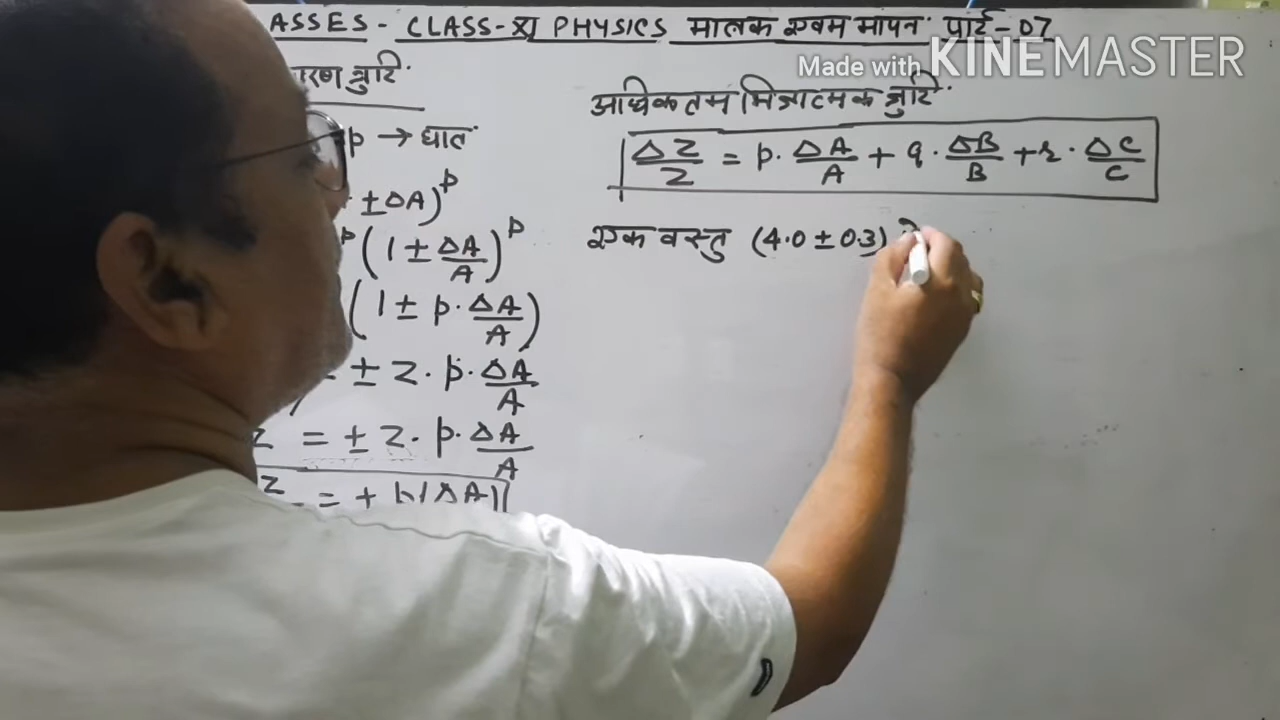 ASSES - CLASS-XI PHYSICS मात्रक एवम मापन पार्ट - 07
Made with KINEMASTER
कारण त्रुटि
p → घात
± ΔA)^p
p (1 ± ΔA/A)^p
(1 ± p · ΔA/A)
± Z · p · ΔA/A
Z = ± Z · p · ΔA/A
Z = ± p(ΔA)
अधिकतम भिन्नात्मक त्रुटि
ΔZ/Z = p · ΔA/A + q · ΔB/B + r · ΔC/C
एक वस्तु (4.0 ± 0.3)